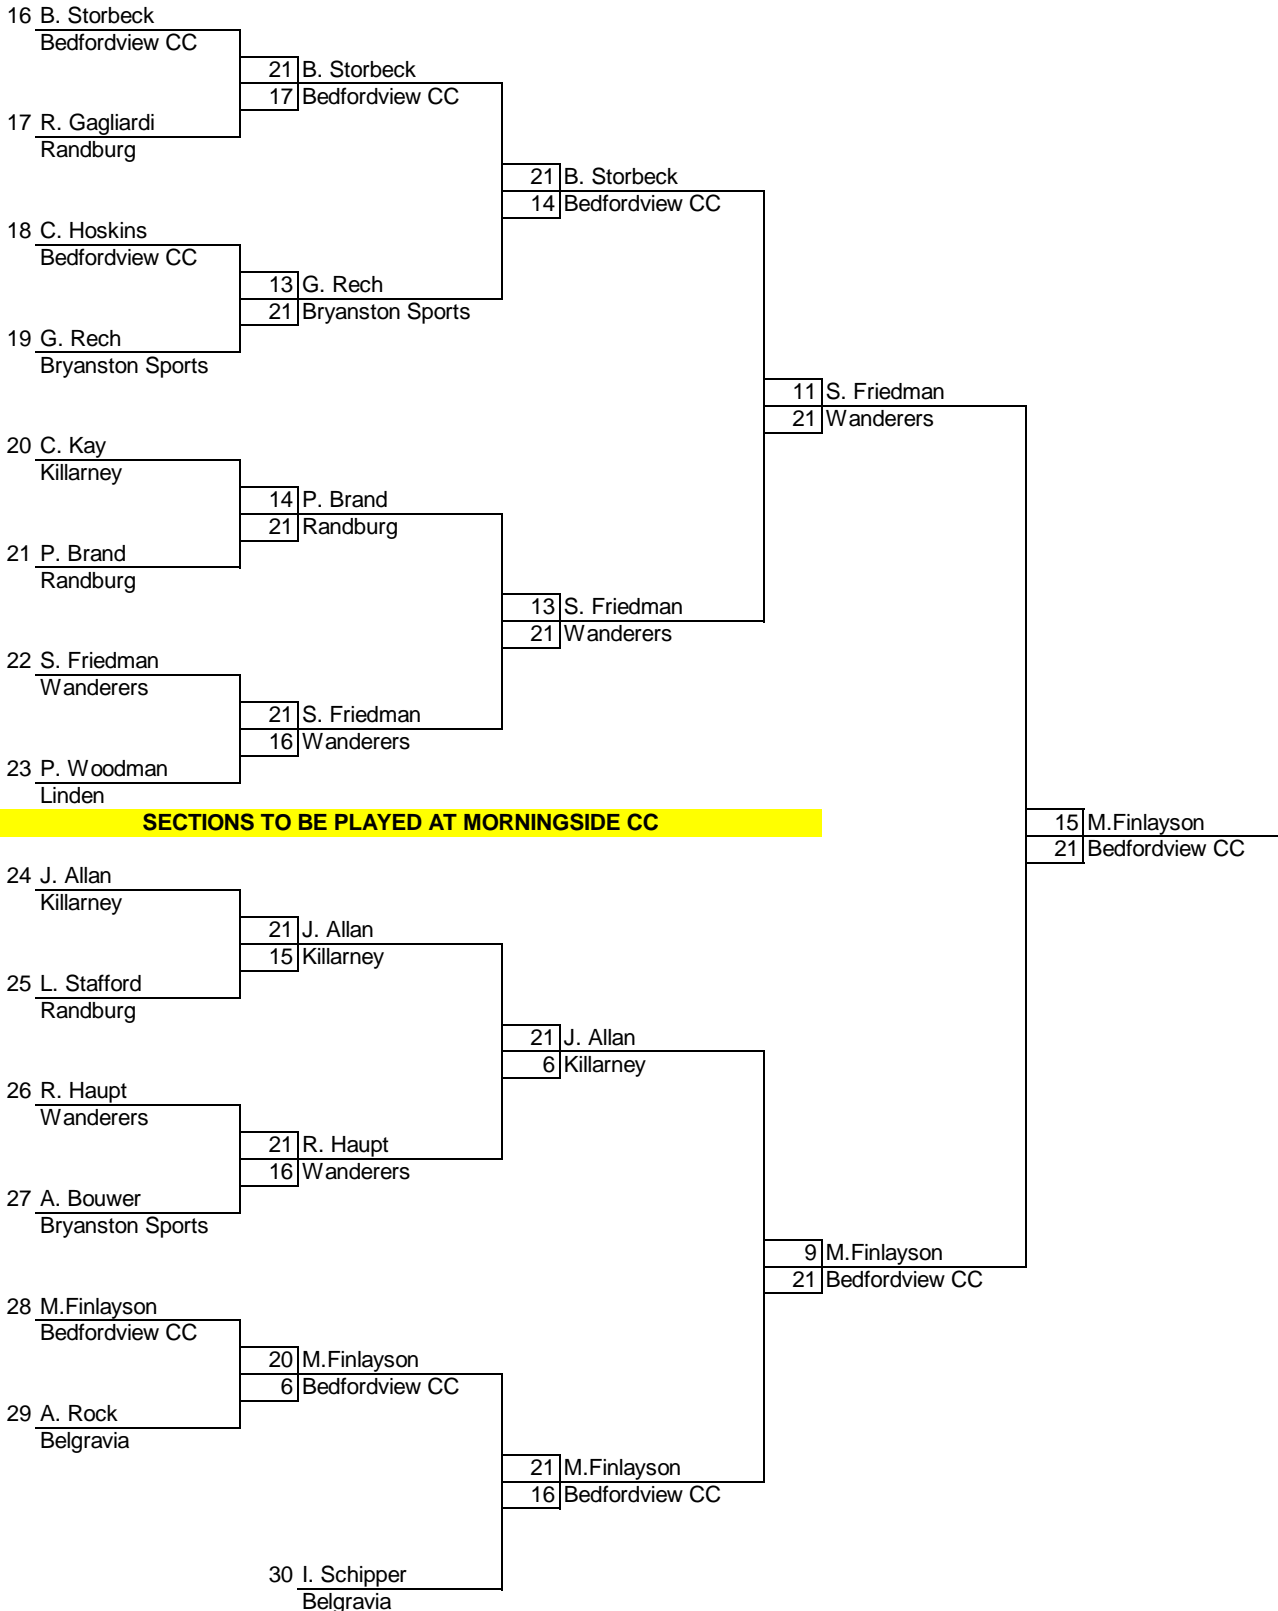 16 B. Storbeck
Bedfordview CC
21 B. Storbeck
17 Bedfordview CC
17 R. Gagliardi
Randburg
21 B. Storbeck
14 Bedfordview CC
18 C. Hoskins
Bedfordview CC
13 G. Rech
21 Bryanston Sports
19 G. Rech
Bryanston Sports
11 S. Friedman
21 Wanderers
20 C. Kay
Killarney
14 P. Brand
21 Randburg
21 P. Brand
Randburg
13 S. Friedman
21 Wanderers
22 S. Friedman
Wanderers
21 S. Friedman
16 Wanderers
23 P. Woodman
Linden
SECTIONS TO BE PLAYED AT MORNINGSIDE CC
15 M.Finlayson
21 Bedfordview CC
24 J. Allan
Killarney
21 J. Allan
15 Killarney
25 L. Stafford
Randburg
21 J. Allan
6 Killarney
26 R. Haupt
Wanderers
21 R. Haupt
16 Wanderers
27 A. Bouwer
Bryanston Sports
9 M.Finlayson
21 Bedfordview CC
28 M.Finlayson
Bedfordview CC
20 M.Finlayson
6 Bedfordview CC
29 A. Rock
Belgravia
21 M.Finlayson
16 Bedfordview CC
30 I. Schipper
Belgravia